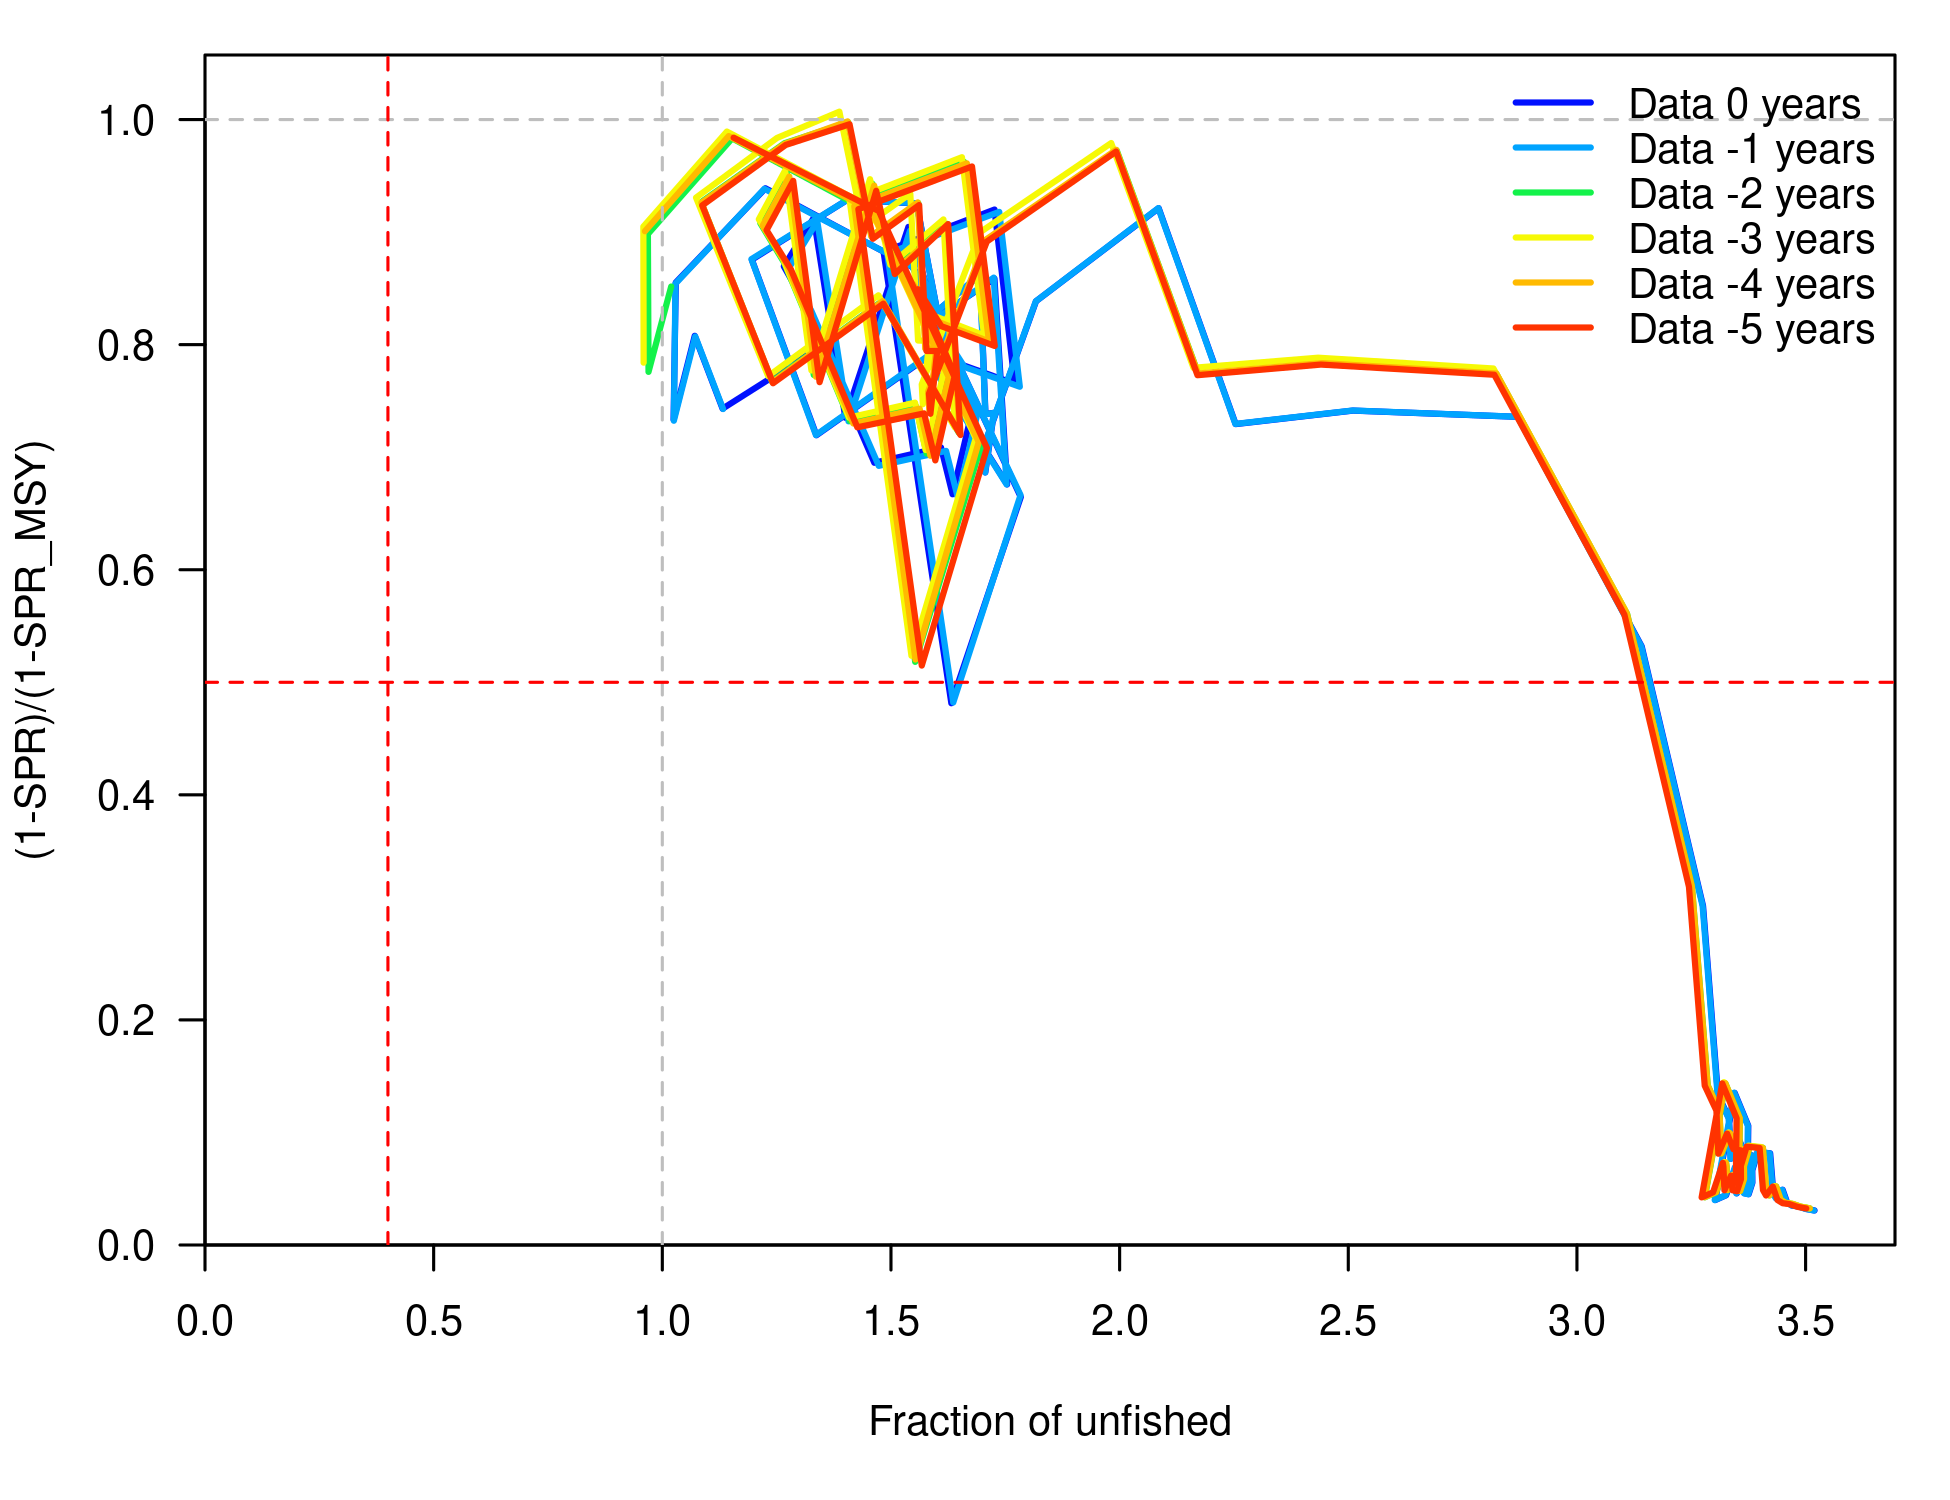 Data 0 years
Data -1 years
Data -2 years
Data -3 years
Data -4 years
Data -5 years
(1-SPR)/(1-SPR_MSY)
1.0
0.8
0.6
0.4
0.2
0.0
0.0 0.5 1.0 1.5 2.0 2.5 3.0 3.5
Fraction of unfished